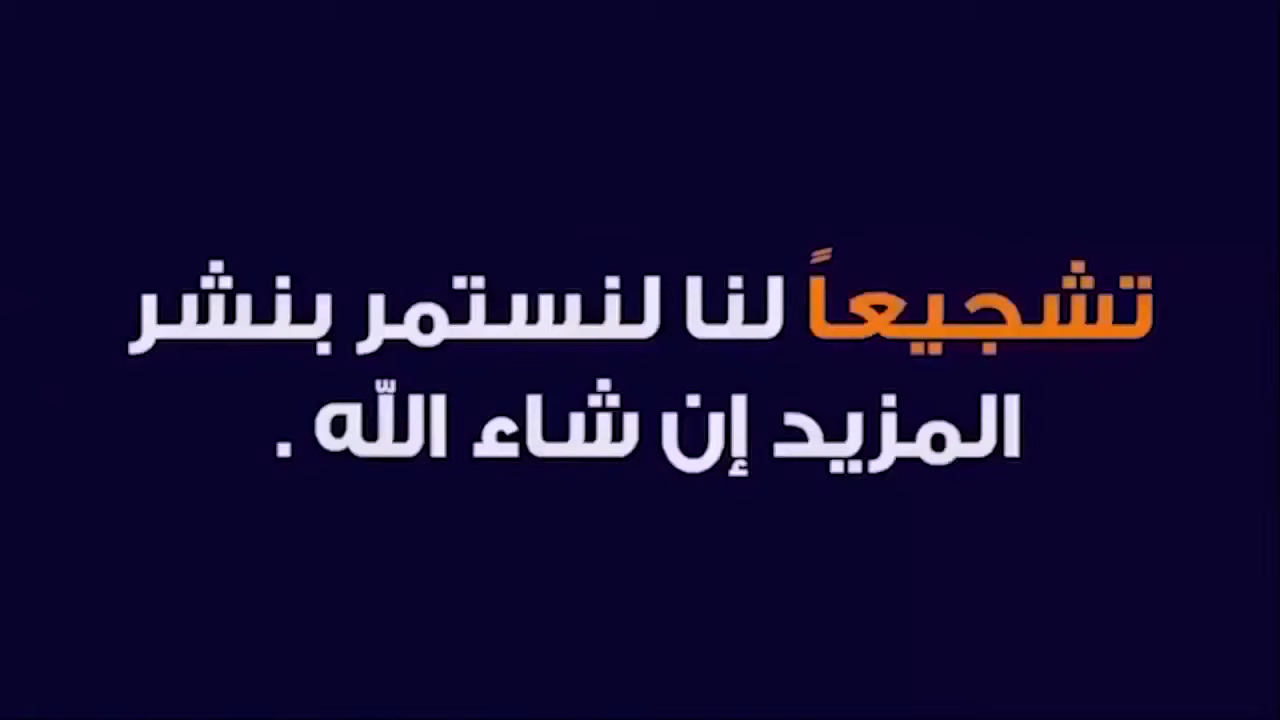 تشجيعاً لنا لنستمر بنشر
المزيد إن شاء اللّه .